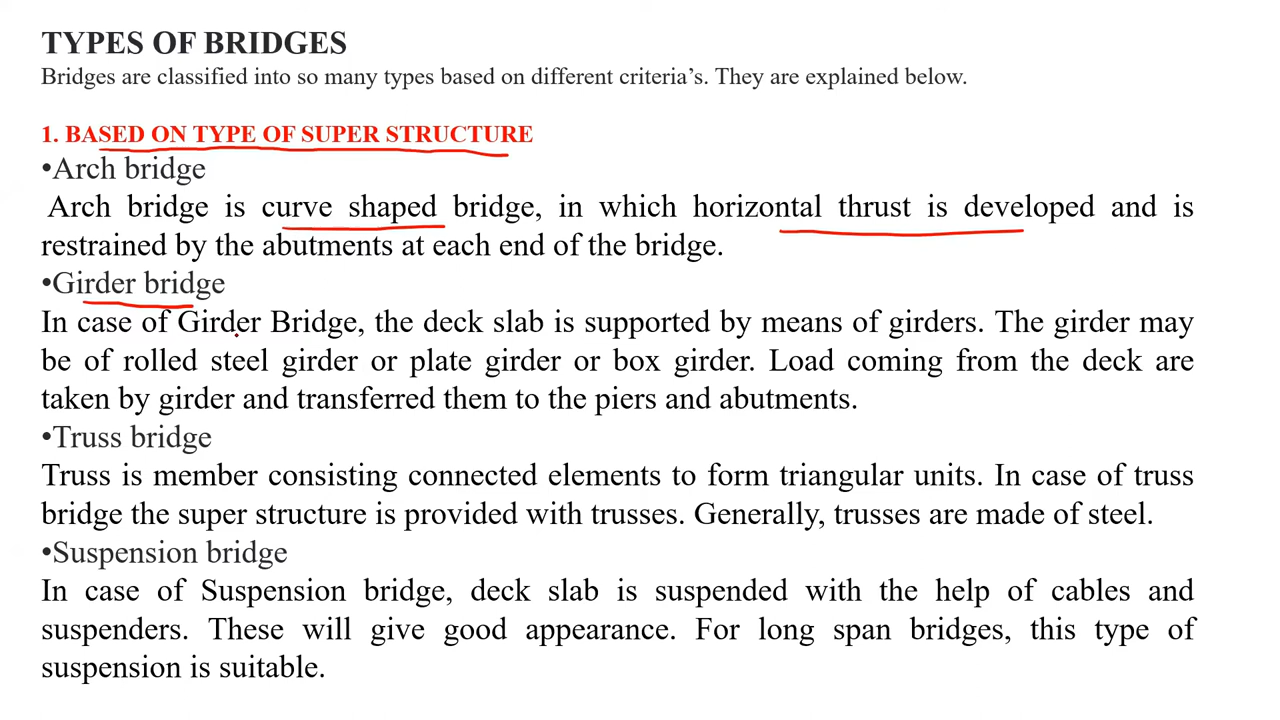 TYPES OF BRIDGES
Bridges are classified into so many types based on different criteria’s. They are explained below.
1. BASED ON TYPE OF SUPER STRUCTURE
•Arch bridge
Arch bridge is curve shaped bridge, in which horizontal thrust is developed and is
restrained by the abutments at each end of the bridge.
•Girder bridge
In case of Girder Bridge, the deck slab is supported by means of girders. The girder may
be of rolled steel girder or plate girder or box girder. Load coming from the deck are
taken by girder and transferred them to the piers and abutments.
•Truss bridge
Truss is member consisting connected elements to form triangular units. In case of truss
bridge the super structure is provided with trusses. Generally, trusses are made of steel.
•Suspension bridge
In case of Suspension bridge, deck slab is suspended with the help of cables and
suspenders. These will give good appearance. For long span bridges, this type of
suspension is suitable.